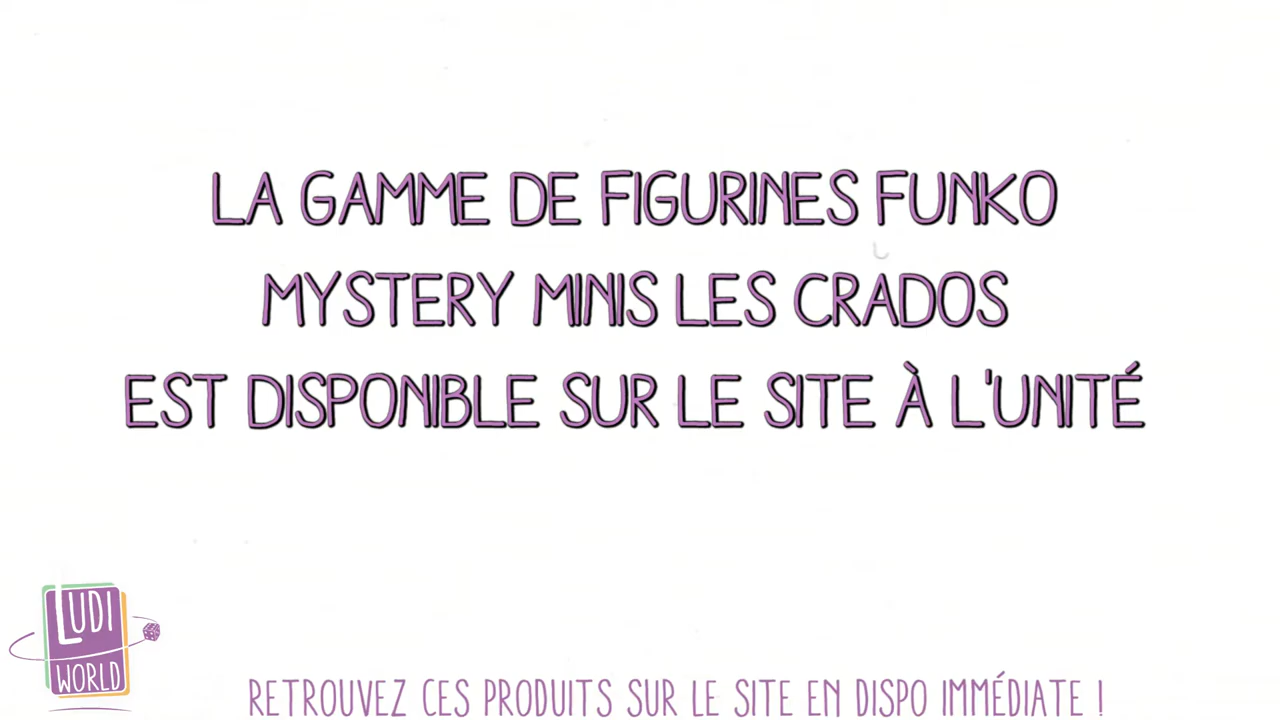 LA GAMME DE FIGURINES FUNKO
MYSTERY MINIS LES CRADOS
EST DISPONIBLE SUR LE SITE À L'UNITÉ
LUDI
WORLD
RETROUVEZ CES PRODUITS SUR LE SITE EN DISPO IMMÉDIATE !